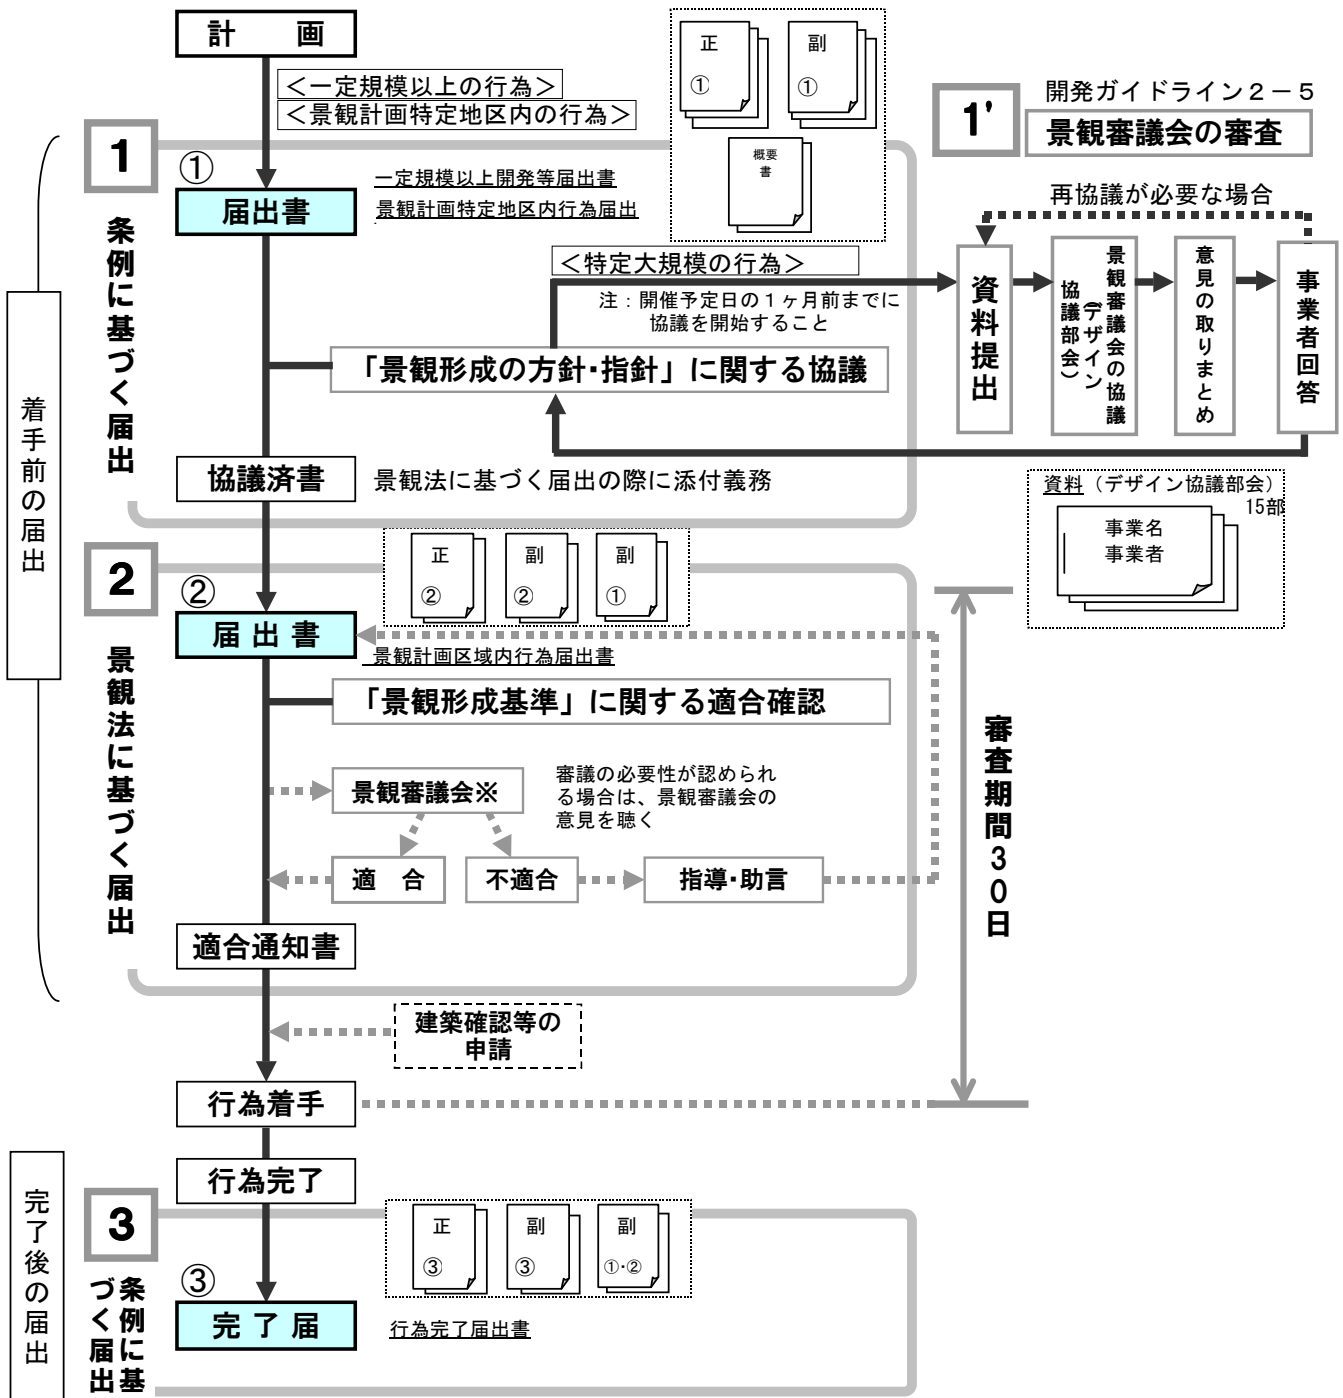 計　画
＜一定規模以上の行為＞
＜景観計画特定地区内の行為＞
正
①
副
①
概要
書
1'
開発ガイドライン２－５
景観審議会の審査
着手前の届出
1
条例に基づく届出
①
届出書
一定規模以上開発等届出書
景観計画特定地区内行為届出
再協議が必要な場合
＜特定大規模の行為＞
注：開催予定日の１ヶ月前までに
協議を開始すること
資料提出
景観審議会の協議
（デザイン
協議部会）
意見の取りまとめ
事業者回答
「景観形成の方針・指針」に関する協議
協議済書
景観法に基づく届出の際に添付義務
資料（デザイン協議部会）
15部
事業名
事業者
2
景観法に基づく届出
②
届出書
正
②
副
②
副
①
景観計画区域内行為届出書
「景観形成基準」に関する適合確認
景観審議会※
審議の必要性が認められ
る場合は、景観審議会の
意見を聴く
適　合
不適合
指導・助言
審査期間３０日
適合通知書
建築確認等の
申請
行為着手
行為完了
完了後の届出
3
条例に基
づく届出
③
完了届
正
③
副
③
副
①・②
行為完了届出書